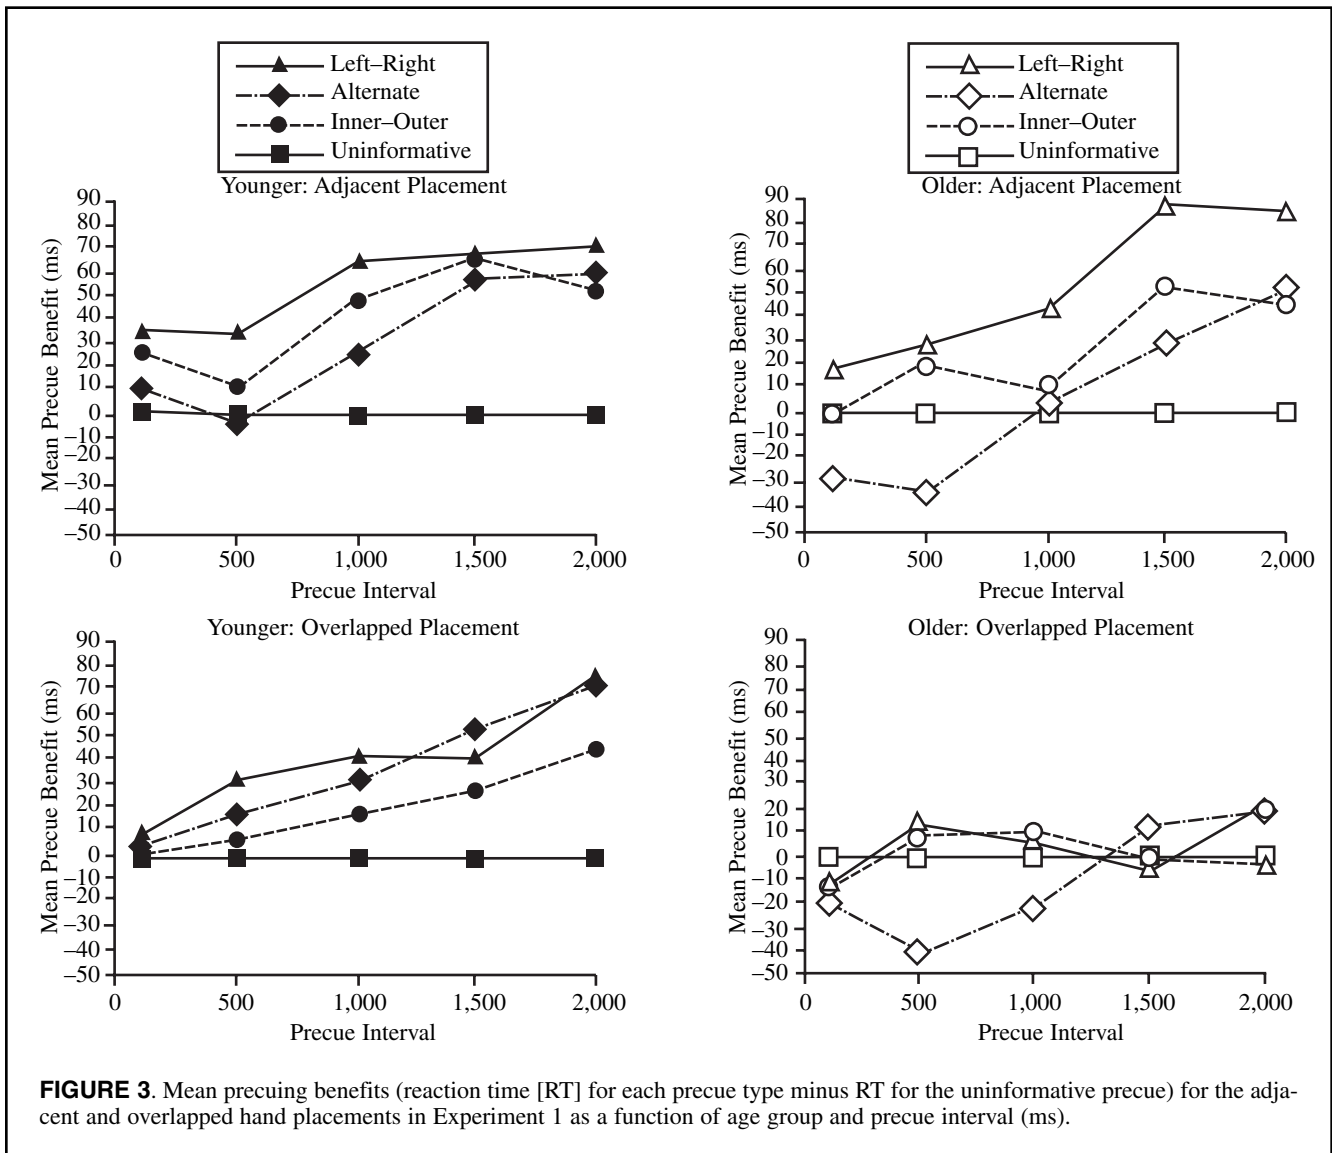 Left–Right
Alternate
Inner–Outer
Uninformative
Left–Right
Alternate
Inner–Outer
Uninformative
Younger: Adjacent Placement
Mean Precue Benefit (ms)
90
80
70
60
50
40
30
20
10
0
–10
–20
–30
–40
–50
0 500 1,000 1,500 2,000
Precue Interval
Older: Adjacent Placement
Mean Precue Benefit (ms)
90
80
70
60
50
40
30
20
10
0
–10
–20
–30
–40
–50
0 500 1,000 1,500 2,000
Precue Interval
Younger: Overlapped Placement
Mean Precue Benefit (ms)
90
80
70
60
50
40
30
20
10
0
–10
–20
–30
–40
–50
0 500 1,000 1,500 2,000
Precue Interval
Older: Overlapped Placement
Mean Precue Benefit (ms)
90
80
70
60
50
40
30
20
10
0
–10
–20
–30
–40
–50
0 500 1,000 1,500 2,000
Precue Interval
FIGURE 3. Mean precuing benefits (reaction time [RT] for each precue type minus RT for the uninformative precue) for the adja-
cent and overlapped hand placements in Experiment 1 as a function of age group and precue interval (ms).